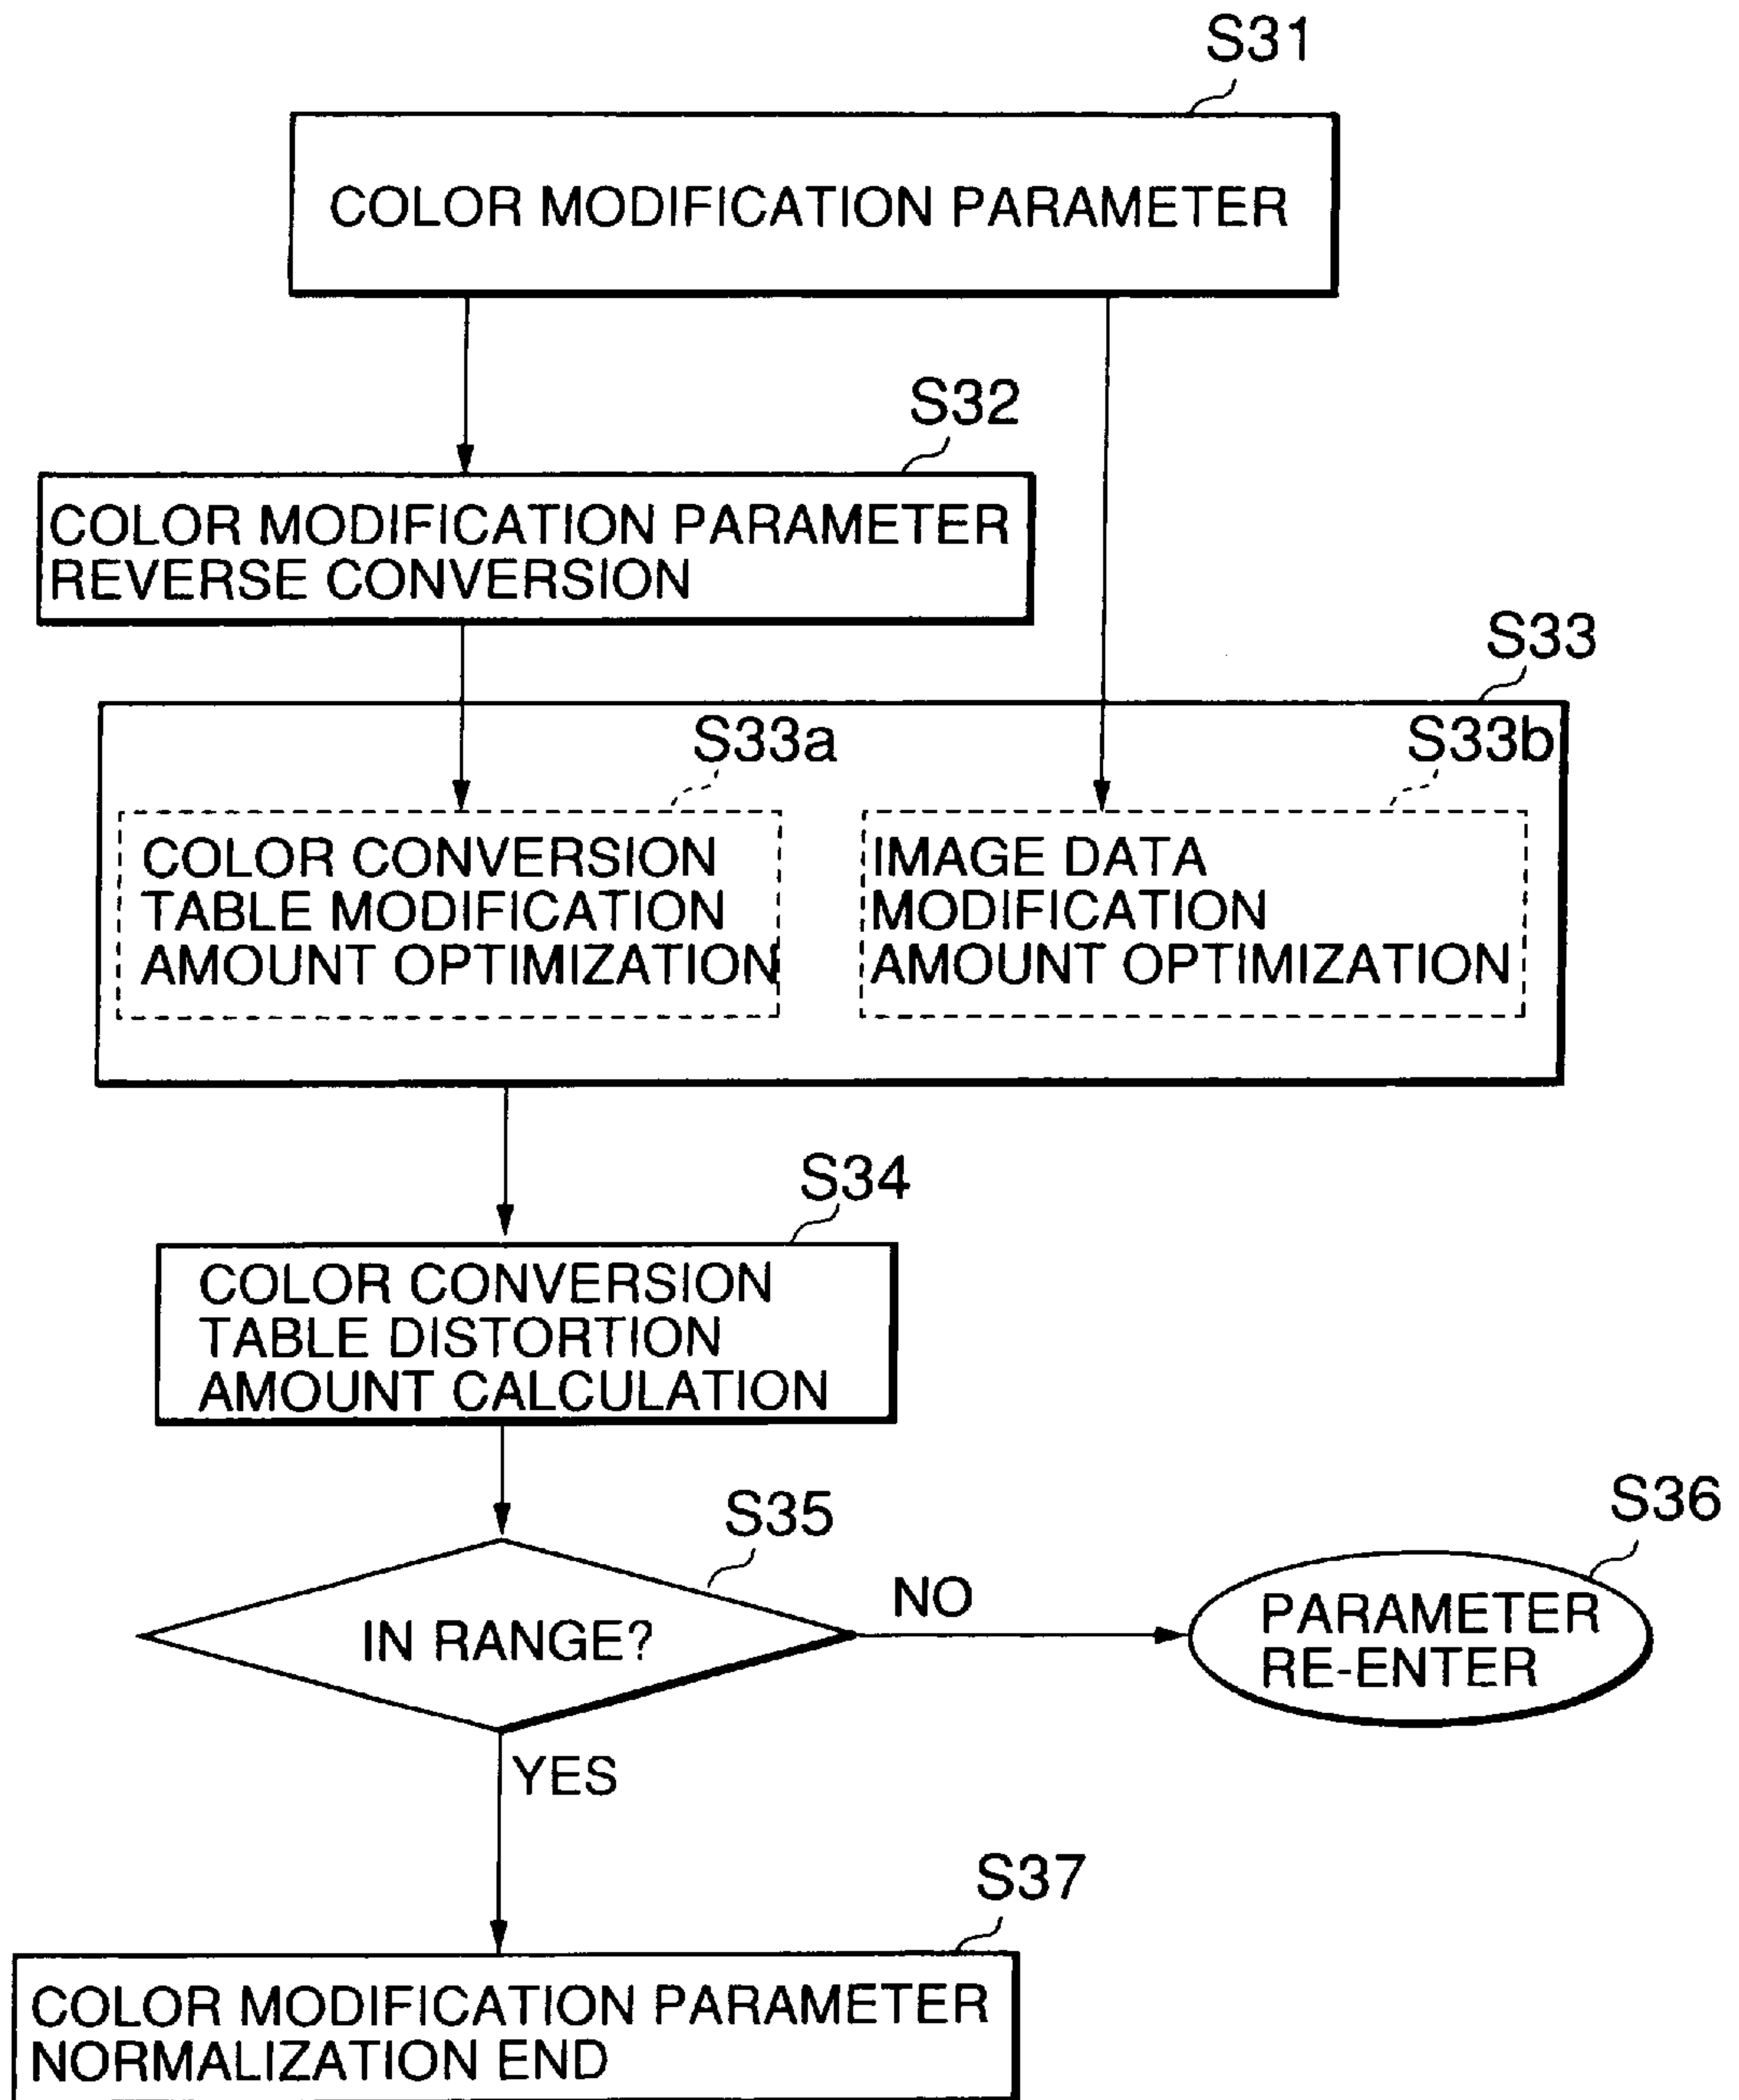 S31
COLOR MODIFICATION PARAMETER
S32
COLOR MODIFICATION PARAMETER
REVERSE CONVERSION
S33
S33a
S33b
COLOR CONVERSION
TABLE MODIFICATION
AMOUNT OPTIMIZATION
IMAGE DATA
MODIFICATION
AMOUNT OPTIMIZATION
S34
COLOR CONVERSION
TABLE DISTORTION
AMOUNT CALCULATION
S35
IN RANGE?
NO
S36
PARAMETER
RE-ENTER
YES
S37
COLOR MODIFICATION PARAMETER
NORMALIZATION END